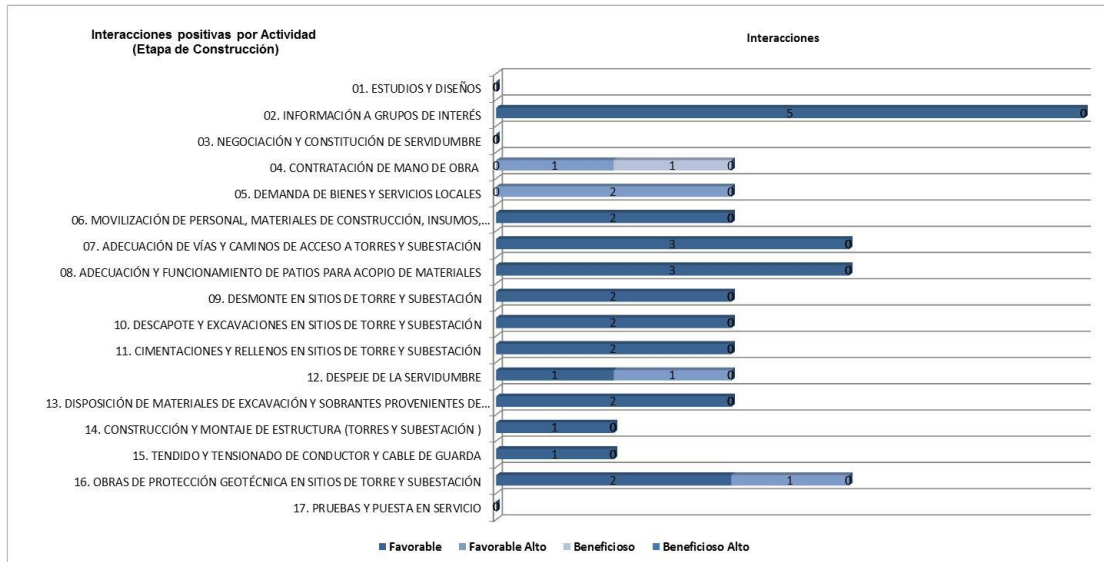 Interacciones positivas por Actividad
(Etapa de Construcción)
Interacciones
01. ESTUDIOS Y DISEÑOS 0
02. INFORMACIÓN A GRUPOS DE INTERÉS 5 0
03. NEGOCIACIÓN Y CONSTITUCIÓN DE SERVIDUMBRE 0
04. CONTRATACIÓN DE MANO DE OBRA 0 1 1 0
05. DEMANDA DE BIENES Y SERVICIOS LOCALES 0 2 0
06. MOVILIZACIÓN DE PERSONAL, MATERIALES DE CONSTRUCCIÓN, INSUMOS,... 2 0
07. ADECUACIÓN DE VÍAS Y CAMINOS DE ACCESO A TORRES Y SUBESTACIÓN 3 0
08. ADECUACIÓN Y FUNCIONAMIENTO DE PATIOS PARA ACOPIO DE MATERIALES 3 0
09. DESMONTE EN SITIOS DE TORRE Y SUBESTACIÓN 2 0
10. DESCAPOTE Y EXCAVACIONES EN SITIOS DE TORRE Y SUBESTACIÓN 2 0
11. CIMENTACIONES Y RELLENOS EN SITIOS DE TORRE Y SUBESTACIÓN 2 0
12. DESPEJE DE LA SERVIDUMBRE 1 1 0
13. DISPOSICIÓN DE MATERIALES DE EXCAVACIÓN Y SOBRANTES PROVENIENTES DE... 2 0
14. CONSTRUCCIÓN Y MONTAJE DE ESTRUCTURA (TORRES Y SUBESTACIÓN ) 1 0
15. TENDIDO Y TENSIONADO DE CONDUCTOR Y CABLE DE GUARDA 1 0
16. OBRAS DE PROTECCIÓN GEOTÉCNICA EN SITIOS DE TORRE Y SUBESTACIÓN 2 1 0
17. PRUEBAS Y PUESTA EN SERVICIO 0
Favorable Favorable Alto Beneficioso Beneficioso Alto